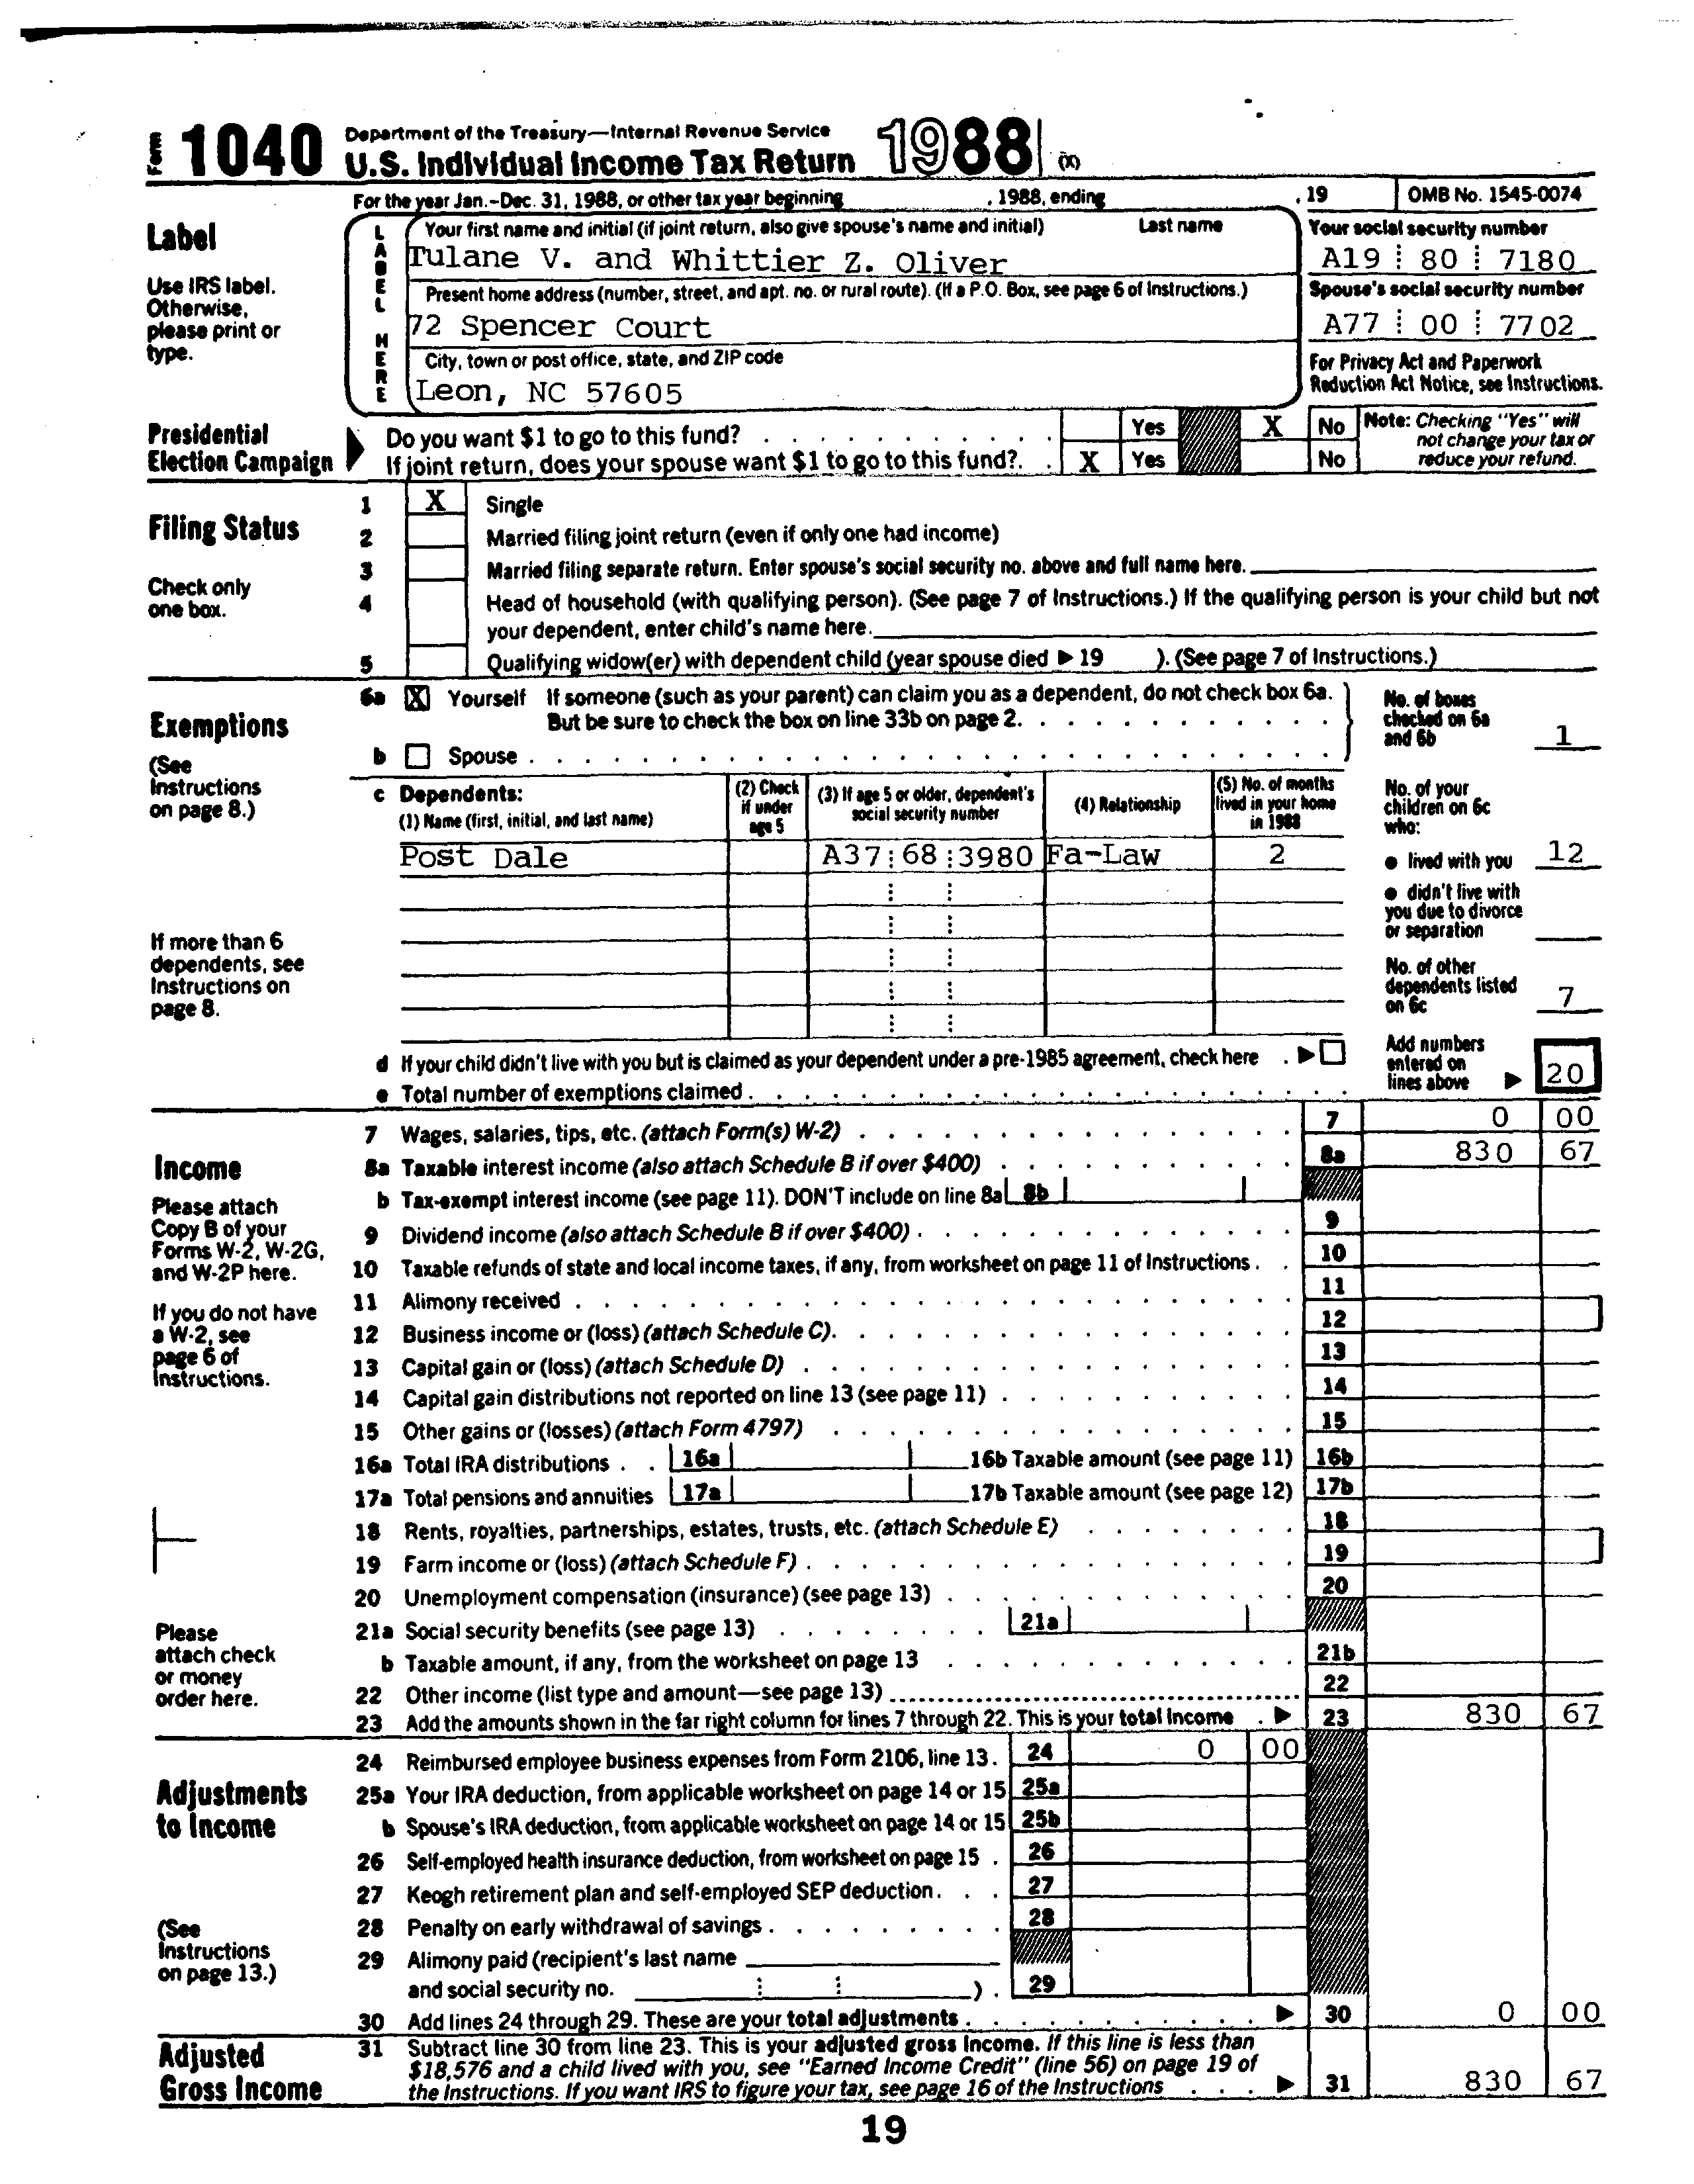 Form 1040 Department of the Treasury—Internal Revenue Service
U.S. Individual Income Tax Return 1988 (X)
For the year Jan.-Dec. 31, 1988, or other tax year beginning , 1988, ending , 19 OMB No. 1545-0074
Label
Use IRS label.
Otherwise,
please print or
type.
LABEL HERE
Your first name and initial (if joint return, also give spouse's name and initial) Last name
Tulane V. and Whittier Z. Oliver
Your social security number
A19 80 7180
Present home address (number, street, and apt. no. or rural route). (If a P.O. Box, see page 6 of Instructions.)
72 Spencer Court
Spouse's social security number
A77 00 7702
City, town or post office, state, and ZIP code
Leon, NC 57605
For Privacy Act and Paperwork
Reduction Act Notice, see Instructions.
Presidential
Election Campaign
Do you want $1 to go to this fund? Yes X No
If joint return, does your spouse want $1 to go to this fund? X Yes No
Note: Checking "Yes" will
not change your tax or
reduce your refund.
Filing Status
Check only
one box.
1 X Single
2 Married filing joint return (even if only one had income)
3 Married filing separate return. Enter spouse's social security no. above and full name here.
4 Head of household (with qualifying person). (See page 7 of Instructions.) If the qualifying person is your child but not
your dependent, enter child's name here.
5 Qualifying widow(er) with dependent child (year spouse died ▶ 19 ). (See page 7 of Instructions.)
Exemptions
(See
Instructions
on page 8.)
6a X Yourself If someone (such as your parent) can claim you as a dependent, do not check box 6a.
But be sure to check the box on line 33b on page 2.
b Spouse
No. of boxes
checked on 6a
and 6b 1
c Dependents:
(1) Name (first, initial, and last name)
(2) Check
if under
age 5
(3) If age 5 or older, dependent's
social security number
(4) Relationship
(5) No. of months
lived in your home
in 1988
Post Dale A37 68 3980 Fa-Law 2
No. of your
children on 6c
who:
● lived with you 12
● didn't live with
you due to divorce
or separation
No. of other
dependents listed
on 6c 7
If more than 6
dependents, see
Instructions on
page 8.
d If your child didn't live with you but is claimed as your dependent under a pre-1985 agreement, check here ▶
e Total number of exemptions claimed
Add numbers
entered on
lines above ▶ 20
Income
Please attach
Copy B of your
Forms W-2, W-2G,
and W-2P here.
If you do not have
a W-2, see
page 6 of
Instructions.
Please
attach check
or money
order here.
7 Wages, salaries, tips, etc. (attach Form(s) W-2) 7 0 00
8a Taxable interest income (also attach Schedule B if over $400) 8a 830 67
b Tax-exempt interest income (see page 11). DON'T include on line 8a 8b
9 Dividend income (also attach Schedule B if over $400) 9
10 Taxable refunds of state and local income taxes, if any, from worksheet on page 11 of Instructions 10
11 Alimony received 11
12 Business income or (loss) (attach Schedule C) 12
13 Capital gain or (loss) (attach Schedule D) 13
14 Capital gain distributions not reported on line 13 (see page 11) 14
15 Other gains or (losses) (attach Form 4797) 15
16a Total IRA distributions 16a 16b Taxable amount (see page 11) 16b
17a Total pensions and annuities 17a 17b Taxable amount (see page 12) 17b
18 Rents, royalties, partnerships, estates, trusts, etc. (attach Schedule E) 18
19 Farm income or (loss) (attach Schedule F) 19
20 Unemployment compensation (insurance) (see page 13) 20
21a Social security benefits (see page 13) 21a
b Taxable amount, if any, from the worksheet on page 13 21b
22 Other income (list type and amount—see page 13) 22
23 Add the amounts shown in the far right column for lines 7 through 22. This is your total income ▶ 23 830 67
Adjustments
to Income
(See
Instructions
on page 13.)
24 Reimbursed employee business expenses from Form 2106, line 13. 24 0 00
25a Your IRA deduction, from applicable worksheet on page 14 or 15 25a
b Spouse's IRA deduction, from applicable worksheet on page 14 or 15 25b
26 Self-employed health insurance deduction, from worksheet on page 15 26
27 Keogh retirement plan and self-employed SEP deduction 27
28 Penalty on early withdrawal of savings 28
29 Alimony paid (recipient's last name
and social security no. ) 29
30 Add lines 24 through 29. These are your total adjustments ▶ 30 0 00
Adjusted
Gross Income
31 Subtract line 30 from line 23. This is your adjusted gross income. If this line is less than
$18,576 and a child lived with you, see "Earned Income Credit" (line 56) on page 19 of
the Instructions. If you want IRS to figure your tax, see page 16 of the Instructions ▶ 31 830 67
19